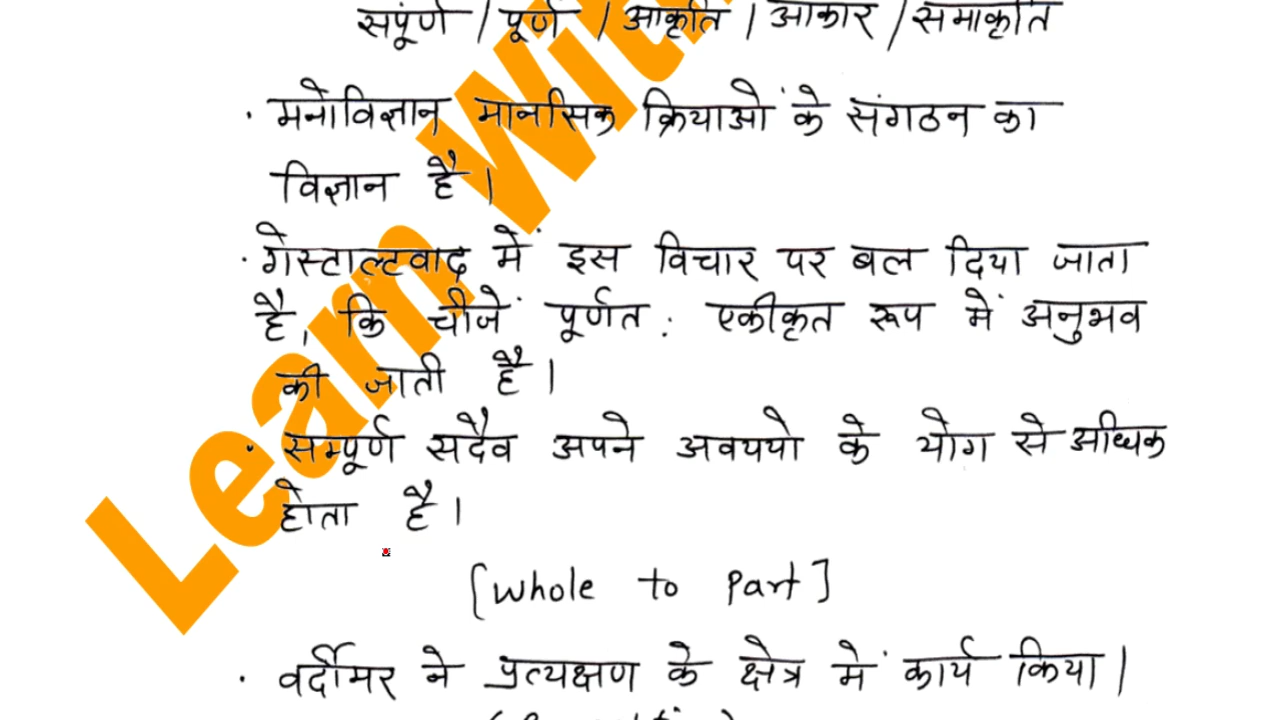 संपूर्ण / पूर्ण / आकृति / आकार / समाकृति
· मनोविज्ञान मानसिक क्रियाओं के संगठन का
विज्ञान है।
· गेस्टाल्टवाद में इस विचार पर बल दिया जाता
है, कि चीजें पूर्णत: एकीकृत रूप में अनुभव
की जाती है।
· सम्पूर्ण सदैव अपने अवययो के योग से अधिक
होता है।
[Whole to Part]
· वर्दीमर ने प्रत्यक्षण के क्षेत्र में कार्य किया।
Learn With